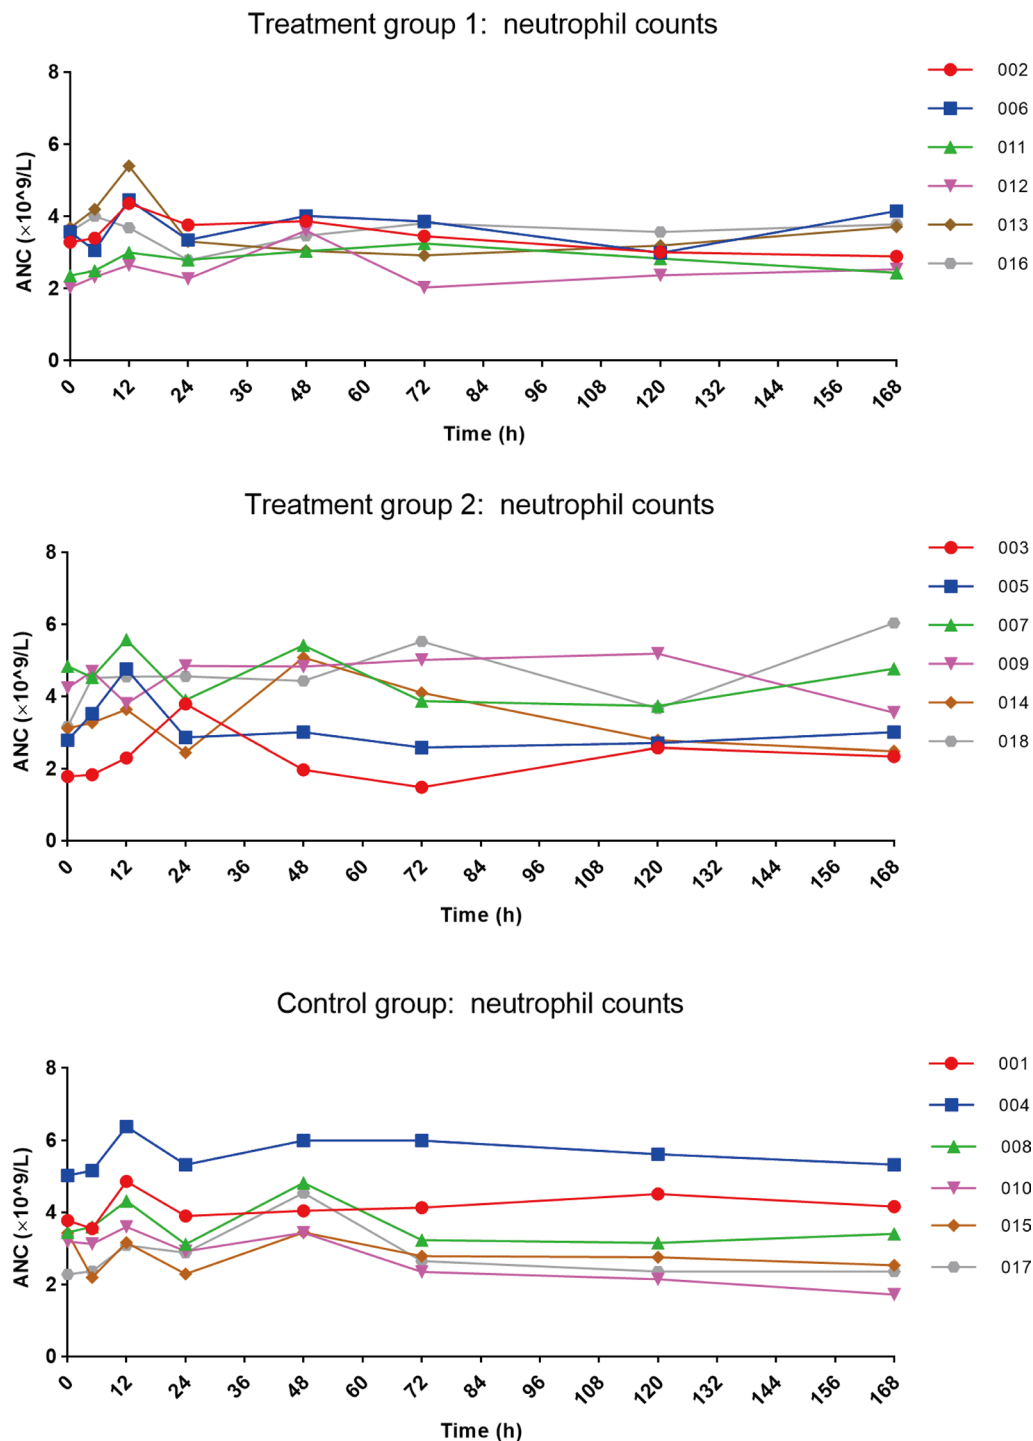 Treatment group 1:  neutrophil counts
8
6
4
2
0
ANC (×10^9/L)
0 12 24 36 48 60 72 84 96 108 120 132 144 156 168
Time (h)
002
006
011
012
013
016
Treatment group 2:  neutrophil counts
8
6
4
2
0
ANC (×10^9/L)
0 12 24 36 48 60 72 84 96 108 120 132 144 156 168
Time (h)
003
005
007
009
014
018
Control group:  neutrophil counts
8
6
4
2
0
ANC (×10^9/L)
0 12 24 36 48 60 72 84 96 108 120 132 144 156 168
Time (h)
001
004
008
010
015
017